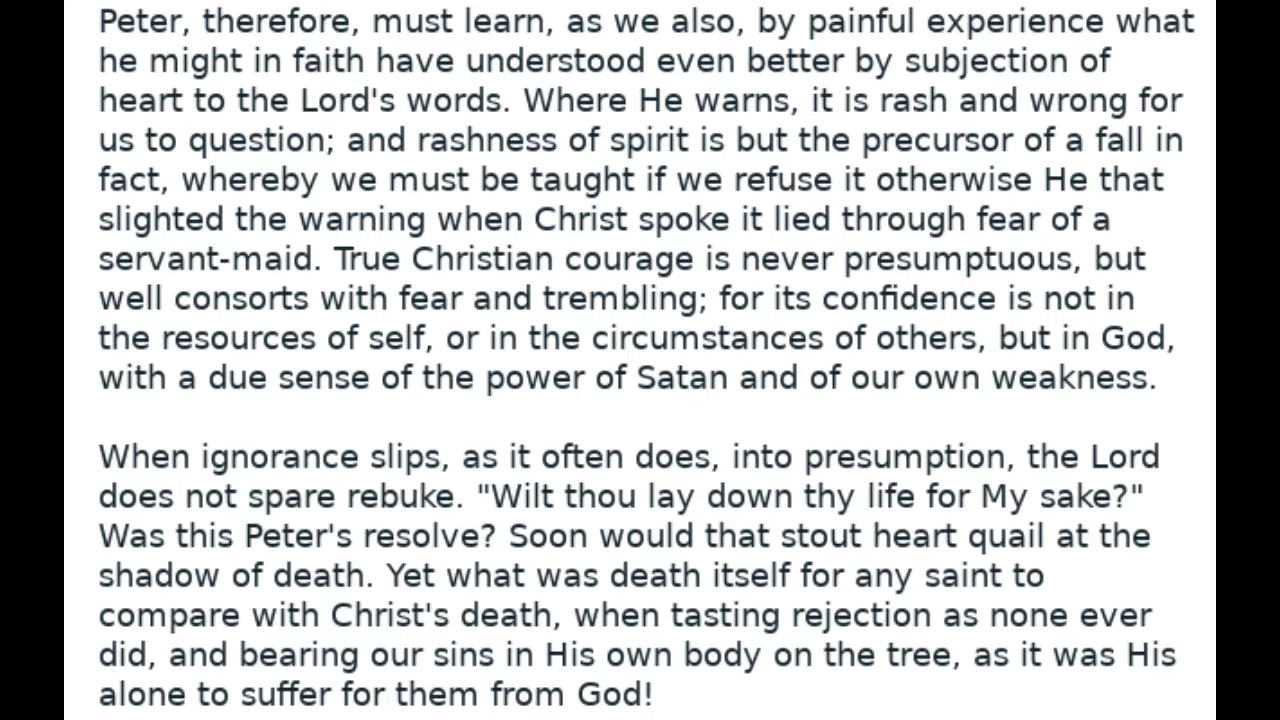 Peter, therefore, must learn, as we also, by painful experience what
he might in faith have understood even better by subjection of
heart to the Lord's words. Where He warns, it is rash and wrong for
us to question; and rashness of spirit is but the precursor of a fall in
fact, whereby we must be taught if we refuse it otherwise He that
slighted the warning when Christ spoke it lied through fear of a
servant-maid. True Christian courage is never presumptuous, but
well consorts with fear and trembling; for its confidence is not in
the resources of self, or in the circumstances of others, but in God,
with a due sense of the power of Satan and of our own weakness.

When ignorance slips, as it often does, into presumption, the Lord
does not spare rebuke. "Wilt thou lay down thy life for My sake?"
Was this Peter's resolve? Soon would that stout heart quail at the
shadow of death. Yet what was death itself for any saint to
compare with Christ's death, when tasting rejection as none ever
did, and bearing our sins in His own body on the tree, as it was His
alone to suffer for them from God!